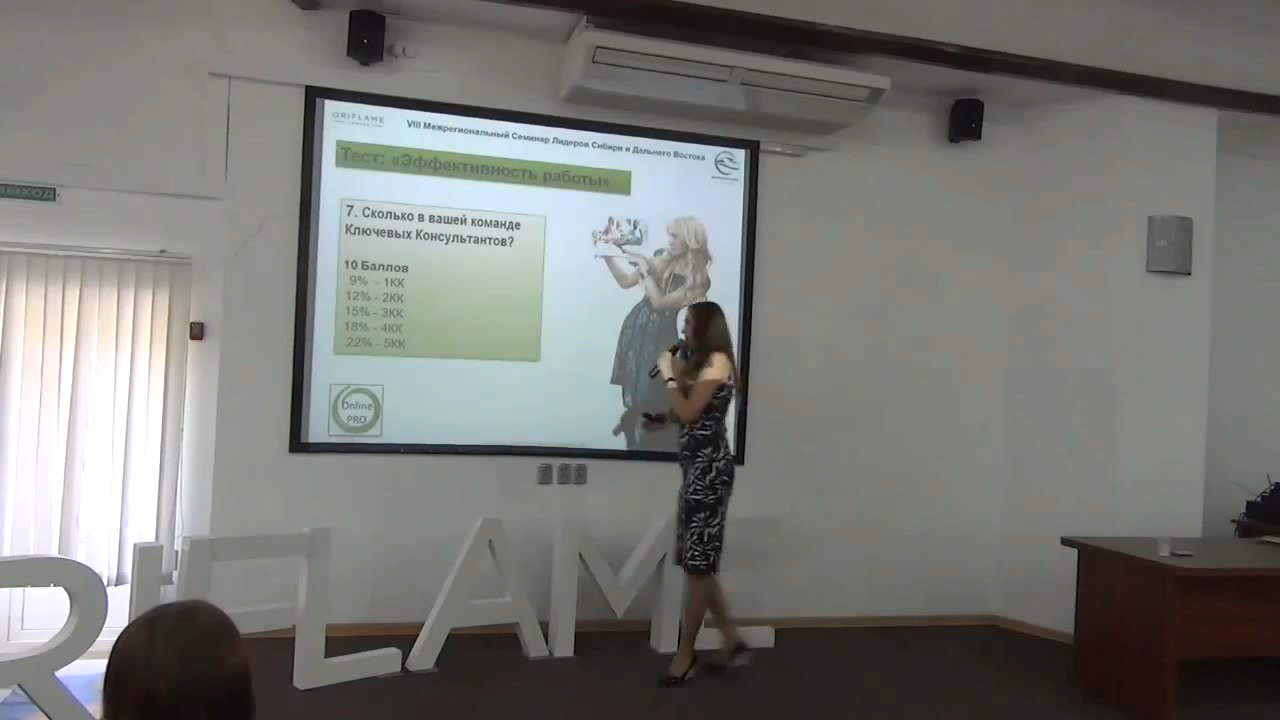 ORIFLAME
VIII Межрегиональный Семинар Лидеров Сибири и Дальнего Востока
Тест: «Эффективность работы»
7. Сколько в вашей команде
Ключевых Консультантов?
10 Баллов
9% - 1КК
12% - 2КК
15% - 3КК
18% - 4КК
22% - 5КК
Online
PRO
ВЫХОД
RIFLAME